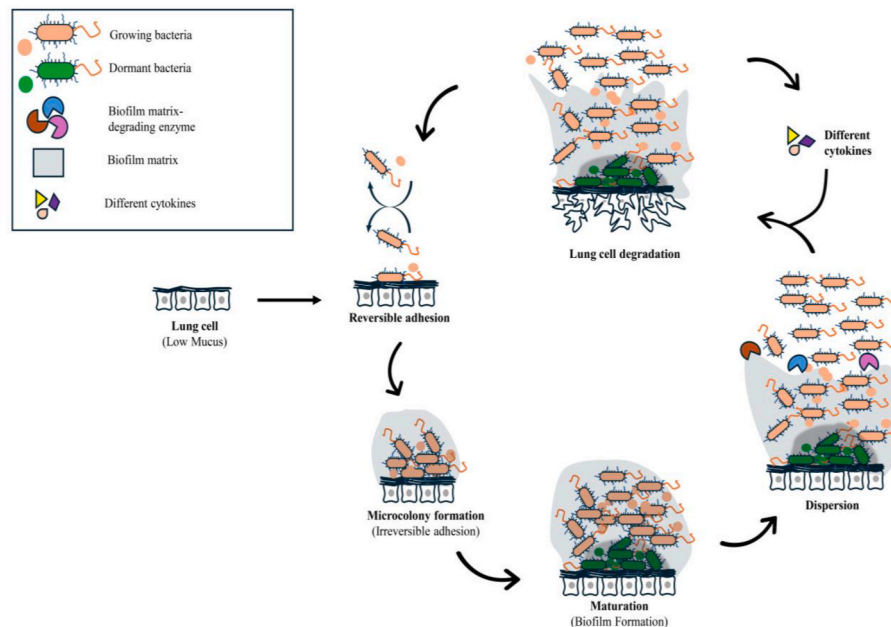 Growing bacteria
Dormant bacteria
Biofilm matrix-
degrading enzyme
Biofilm matrix
Different cytokines
Different
cytokines
Lung cell degradation
Lung cell
(Low Mucus)
Reversible adhesion
Microcolony formation
(Irreversible adhesion)
Maturation
(Biofilm Formation)
Dispersion